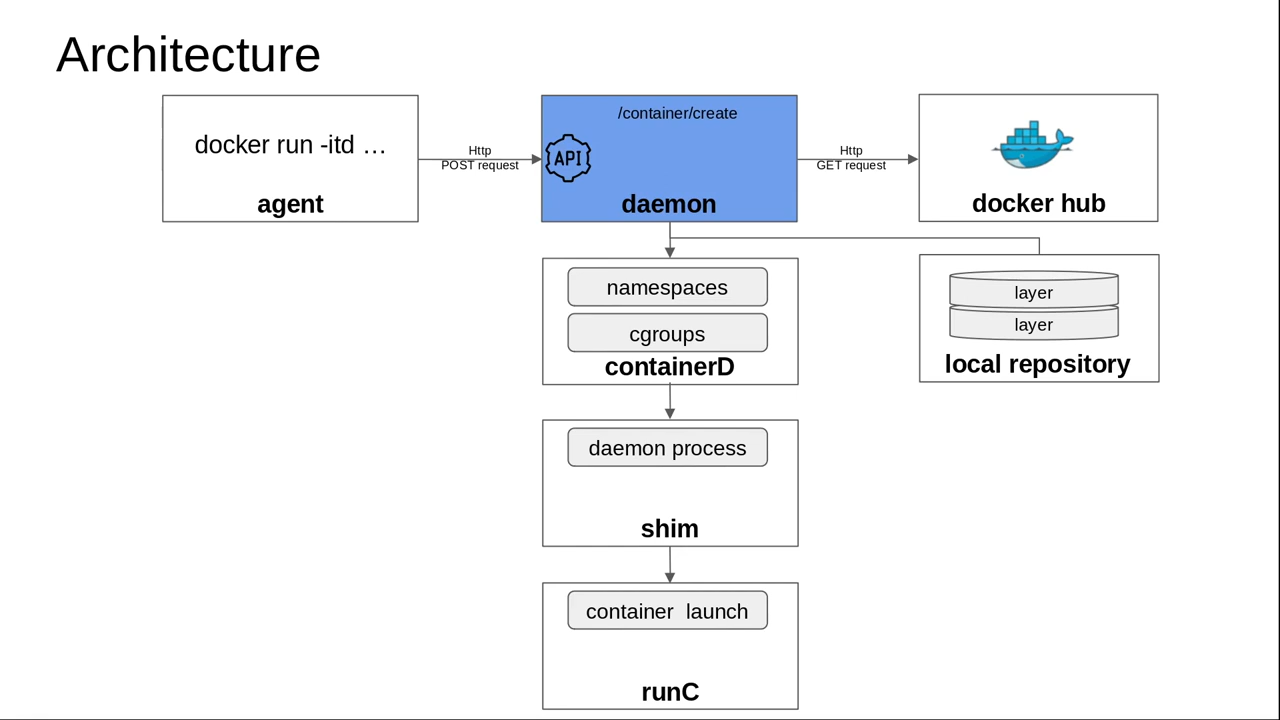 Architecture
docker run -itd …
agent
Http
POST request
/container/create
API
daemon
Http
GET request
docker hub
namespaces
cgroups
containerD
layer
layer
local repository
daemon process
shim
container launch
runC